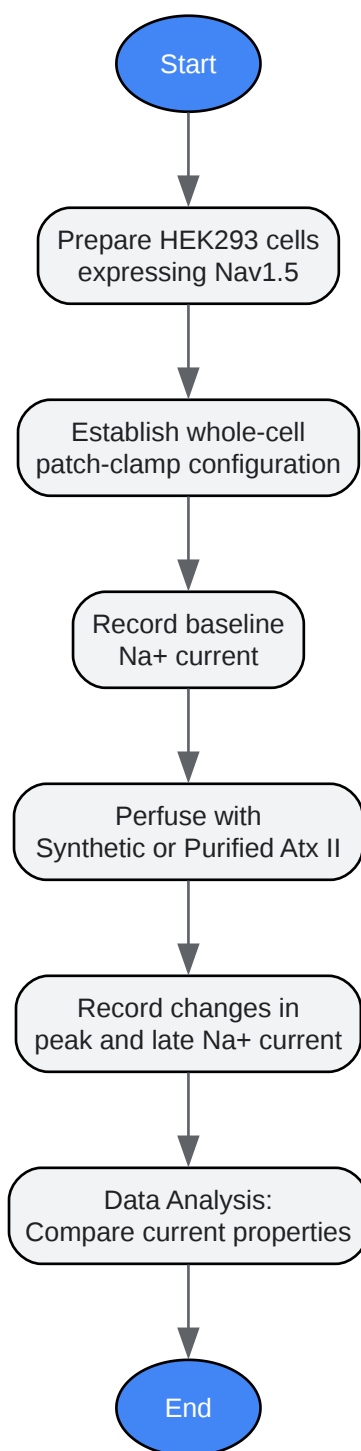 Start
Prepare HEK293 cells
expressing Nav1.5
Establish whole-cell
patch-clamp configuration
Record baseline
Na+ current
Perfuse with
Synthetic or Purified Atx II
Record changes in
peak and late Na+ current
Data Analysis:
Compare current properties
End